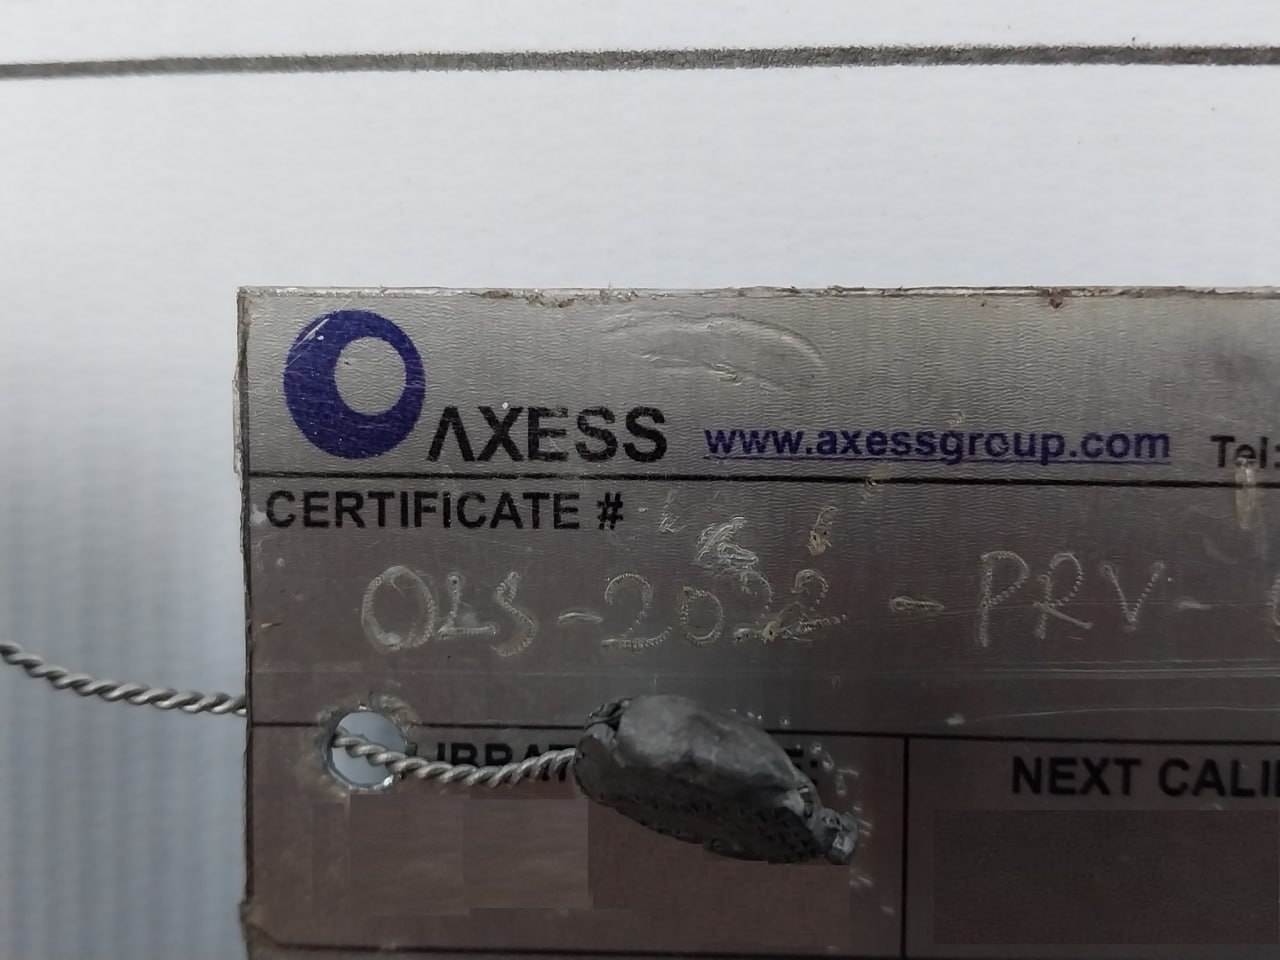 AXESS www.axessgroup.com Tel:
CERTIFICATE #
OLS-2022-PRV-
NEXT CALI